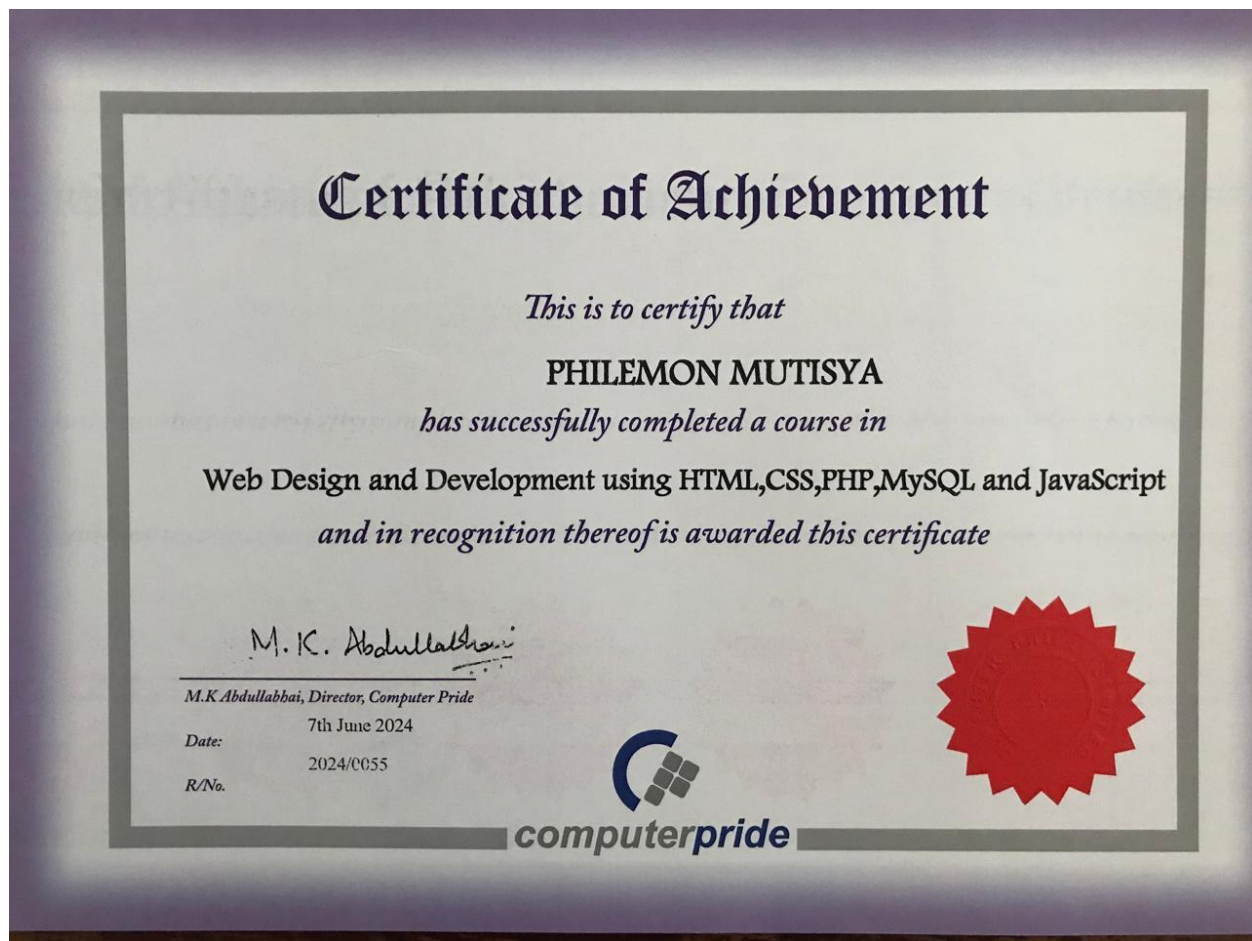 Certificate of Achievement
This is to certify that
PHILEMON MUTISYA
has successfully completed a course in
Web Design and Development using HTML,CSS,PHP,MySQL and JavaScript
and in recognition thereof is awarded this certificate
M.K. Abdullabhai
M.K Abdullabhai, Director, Computer Pride
7th June 2024
Date:
2024/0055
R/No.
computerpride